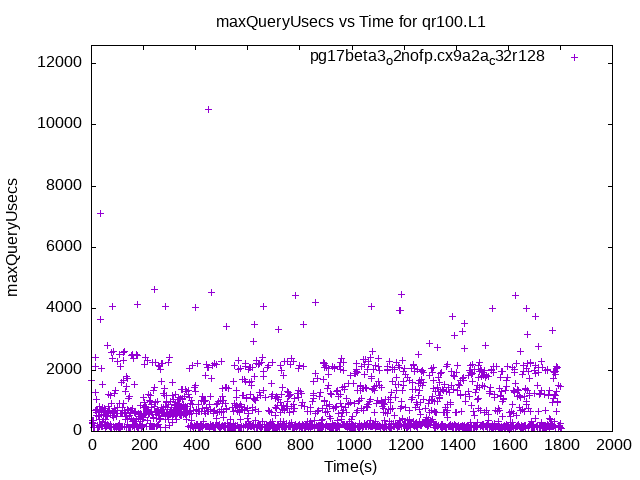 maxQueryUsecs vs Time for qr100.L1
pg17beta3o2nofp.cx9a2ac32r128
12000
10000
8000
6000
4000
2000
0
maxQueryUsecs
0 200 400 600 800 1000 1200 1400 1600 1800 2000
Time(s)